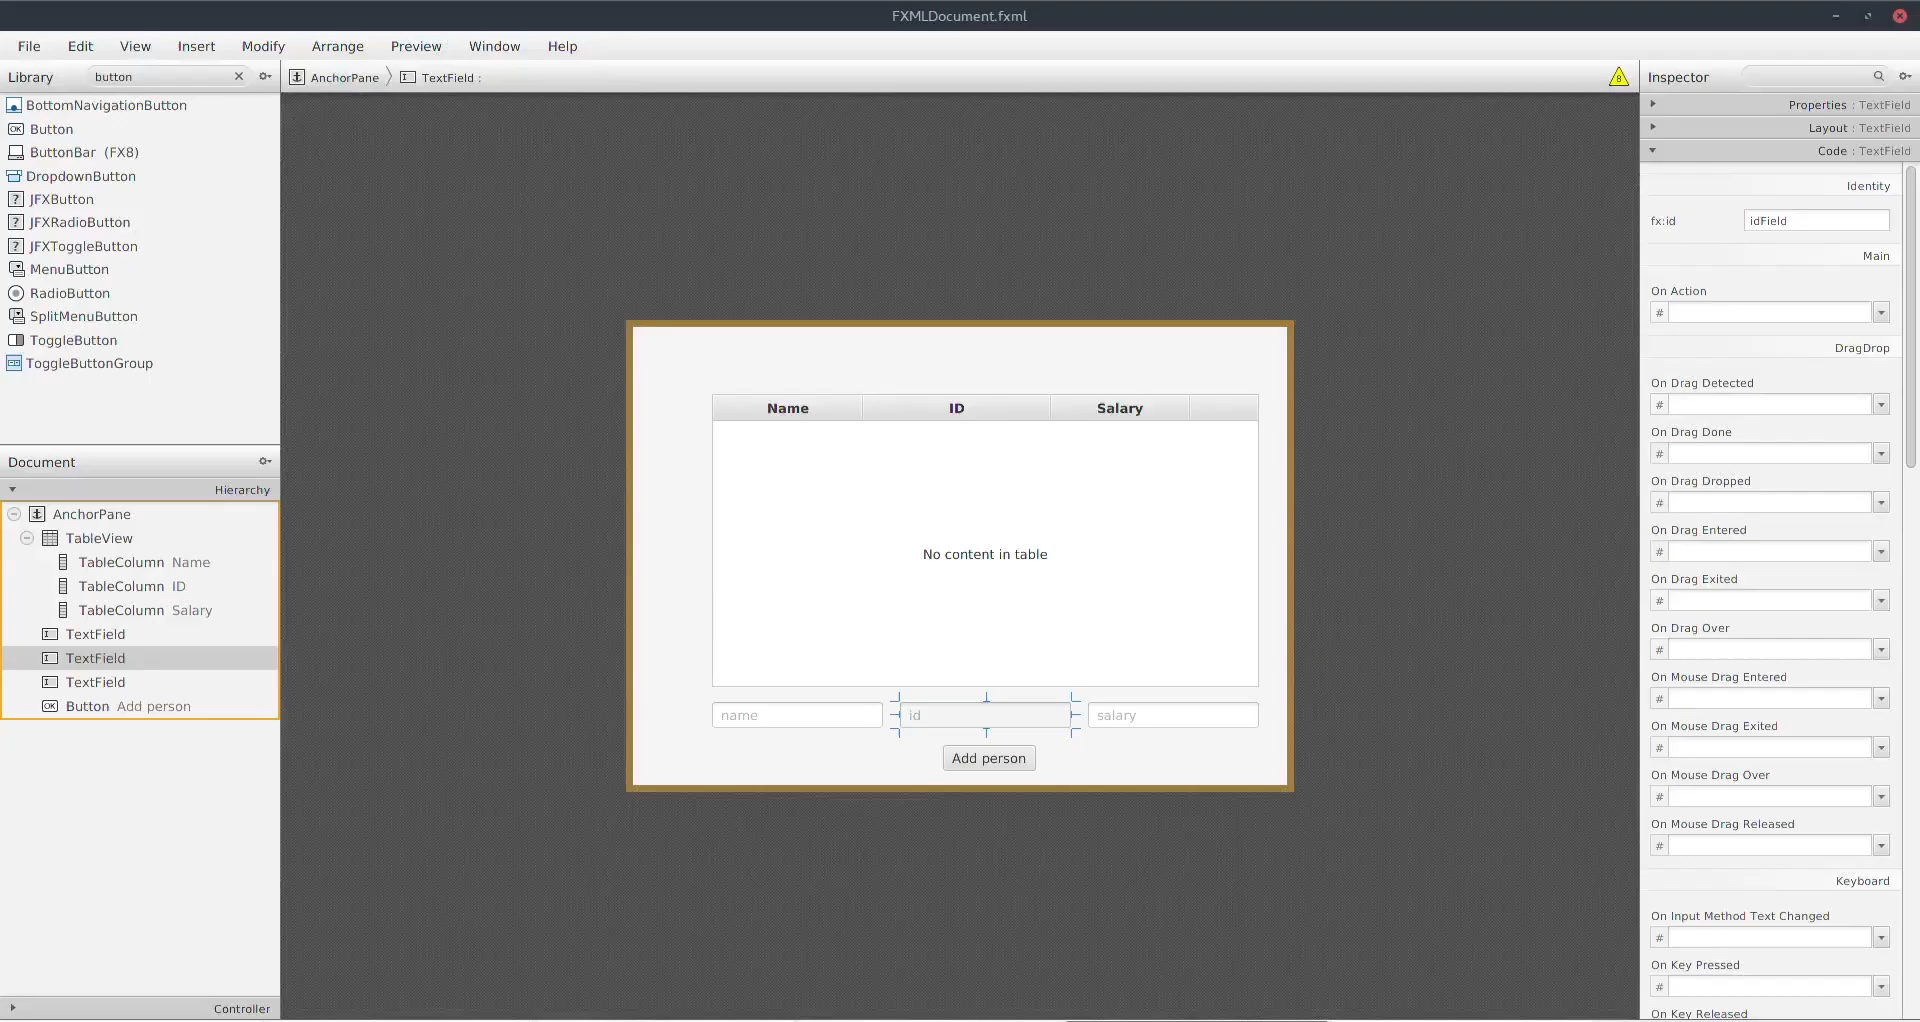 FXMLDocument.fxml
File Edit View Insert Modify Arrange Preview Window Help
Library button
AnchorPane TextField :
8
Inspector
BottomNavigationButton
OK Button
ButtonBar (FX8)
DropdownButton
? JFXButton
? JFXRadioButton
? JFXToggleButton
MenuButton
RadioButton
SplitMenuButton
ToggleButton
ToggleButtonGroup
Document
Hierarchy
AnchorPane
TableView
TableColumn Name
TableColumn ID
TableColumn Salary
TextField
TextField
TextField
OK Button Add person
Controller
Name ID Salary
No content in table
name id salary
Add person
Properties : TextField
Layout : TextField
Code : TextField
Identity
fx:id idField
Main
On Action
#
DragDrop
On Drag Detected
#
On Drag Done
#
On Drag Dropped
#
On Drag Entered
#
On Drag Exited
#
On Drag Over
#
On Mouse Drag Entered
#
On Mouse Drag Exited
#
On Mouse Drag Over
#
On Mouse Drag Released
#
Keyboard
On Input Method Text Changed
#
On Key Pressed
#
On Key Released